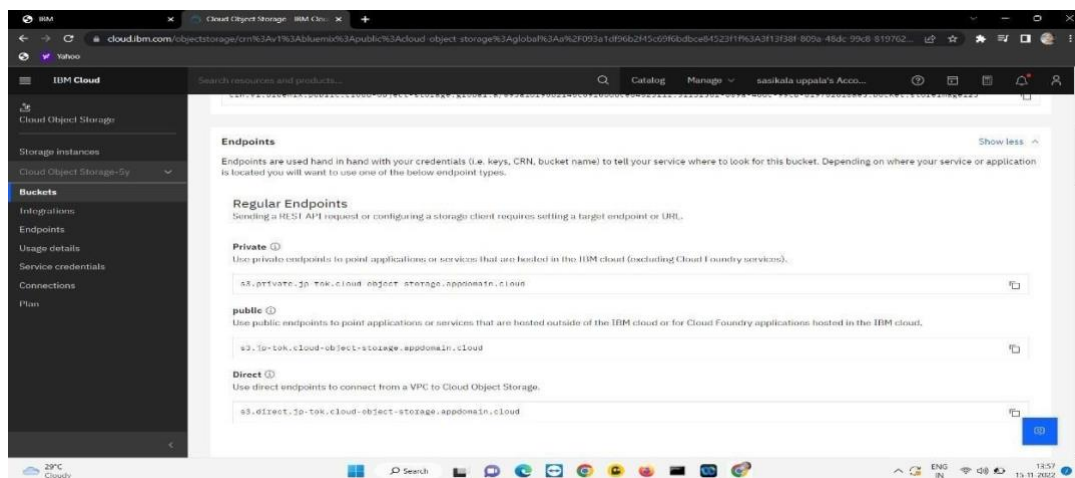 IBM
Cloud Object Storage - IBM Clou
cloud.ibm.com/objectstorage/crn%3Av1%3Abluemix%3Apublic%3Acloud-object-storage%3Aglobal%3Aa%2F
Yahoo
IBM Cloud
Search resources and products...
Catalog
Manage
sasikala uppala's Acco...
Cloud Object Storage
Storage instances
Cloud Object Storage-5y
Buckets
Integrations
Endpoints
Usage details
Service credentials
Connections
Plan
Endpoints
Show less
Endpoints are used hand in hand with your credentials (i.e. keys, CRN, bucket name) to tell your service where to look for this bucket. Depending on where your service or application
is located you will want to use one of the below endpoint types.
Regular Endpoints
Sending a REST API request or configuring a storage client requires setting a target endpoint or URL.
Private
Use private endpoints to point applications or services that are hosted in the IBM cloud (excluding Cloud Foundry services).
s3.private.jp-tok.cloud-object-storage.appdomain.cloud
public
Use public endpoints to point applications or services that are hosted outside of the IBM cloud or for Cloud Foundry applications hosted in the IBM cloud.
s3.jp-tok.cloud-object-storage.appdomain.cloud
Direct
Use direct endpoints to connect from a VPC to Cloud Object Storage.
s3.direct.jp-tok.cloud-object-storage.appdomain.cloud
29°C
Cloudy
Search
ENG
IN
13:57
15-11-2022